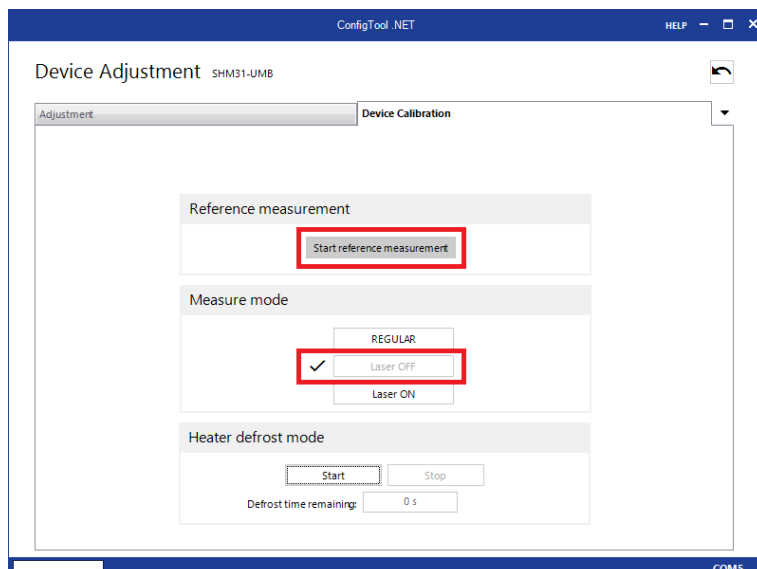 ConfigTool .NET
HELP
Device Adjustment SHM31-UMB
Adjustment
Device Calibration
Reference measurement
Start reference measurement
Measure mode
REGULAR
Laser OFF
Laser ON
Heater defrost mode
Start
Stop
Defrost time remaining:
0 s
COM5